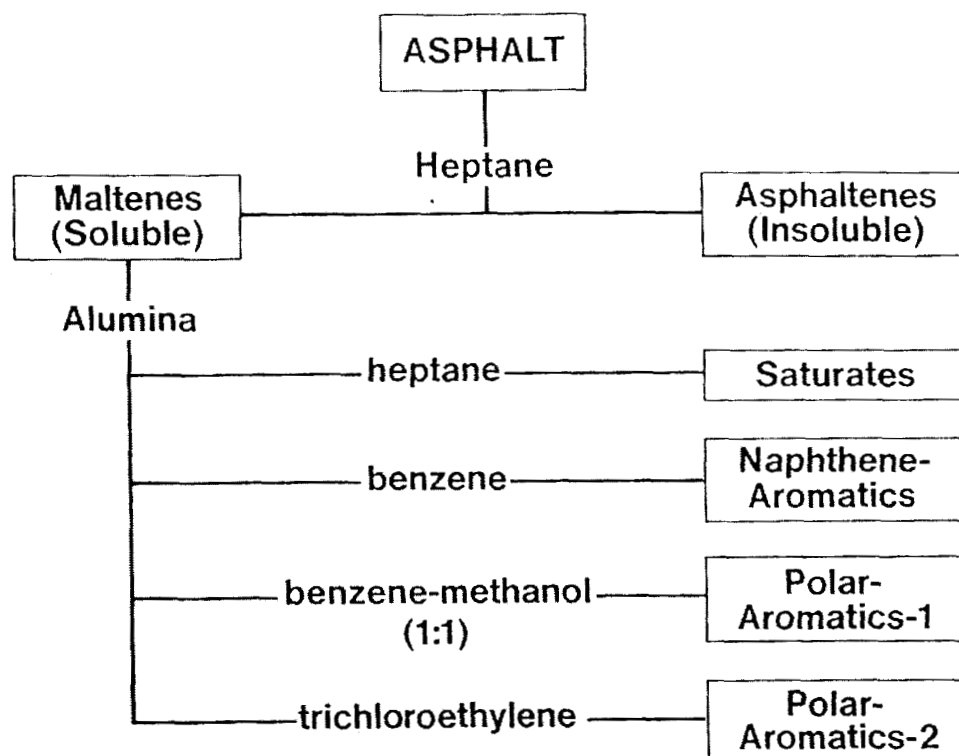 ASPHALT
Heptane
Maltenes
(Soluble)
Asphaltenes
(Insoluble)
Alumina
heptane
Saturates
benzene
Naphthene-
Aromatics
benzene-methanol
(1:1)
Polar-
Aromatics-1
trichloroethylene
Polar-
Aromatics-2